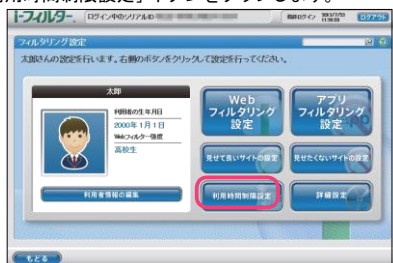 用時間制限設定」ボタンをクリックします。
i-フィルター
ログイン中のシリアルID
前回ログイン
ログアウト
フィルタリング設定
太郎さんの設定を行います。右側のボタンをクリックして設定を行ってください。
太郎
利用者の生年月日
2000年1月1日
Webフィルター強度
高校生
利用者情報の編集
Web
フィルタリング
設定
アプリ
フィルタリング
設定
見せて良いサイトの設定
見せたくないサイトの設定
利用時間制限設定
詳細設定
もどる